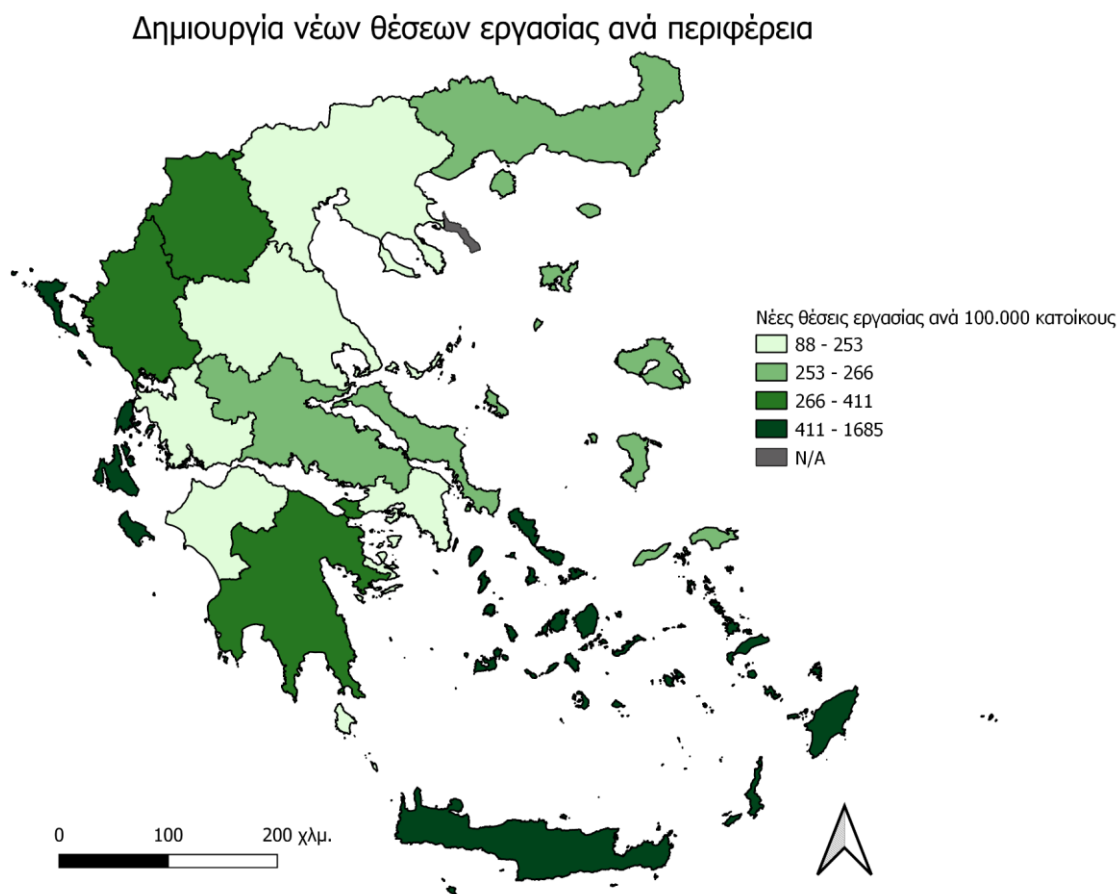 Δημιουργία νέων θέσεων εργασίας ανά περιφέρεια
Νέες θέσεις εργασίας ανά 100.000 κατοίκους
88 - 253
253 - 266
266 - 411
411 - 1685
N/A
0 100 200 χλμ.